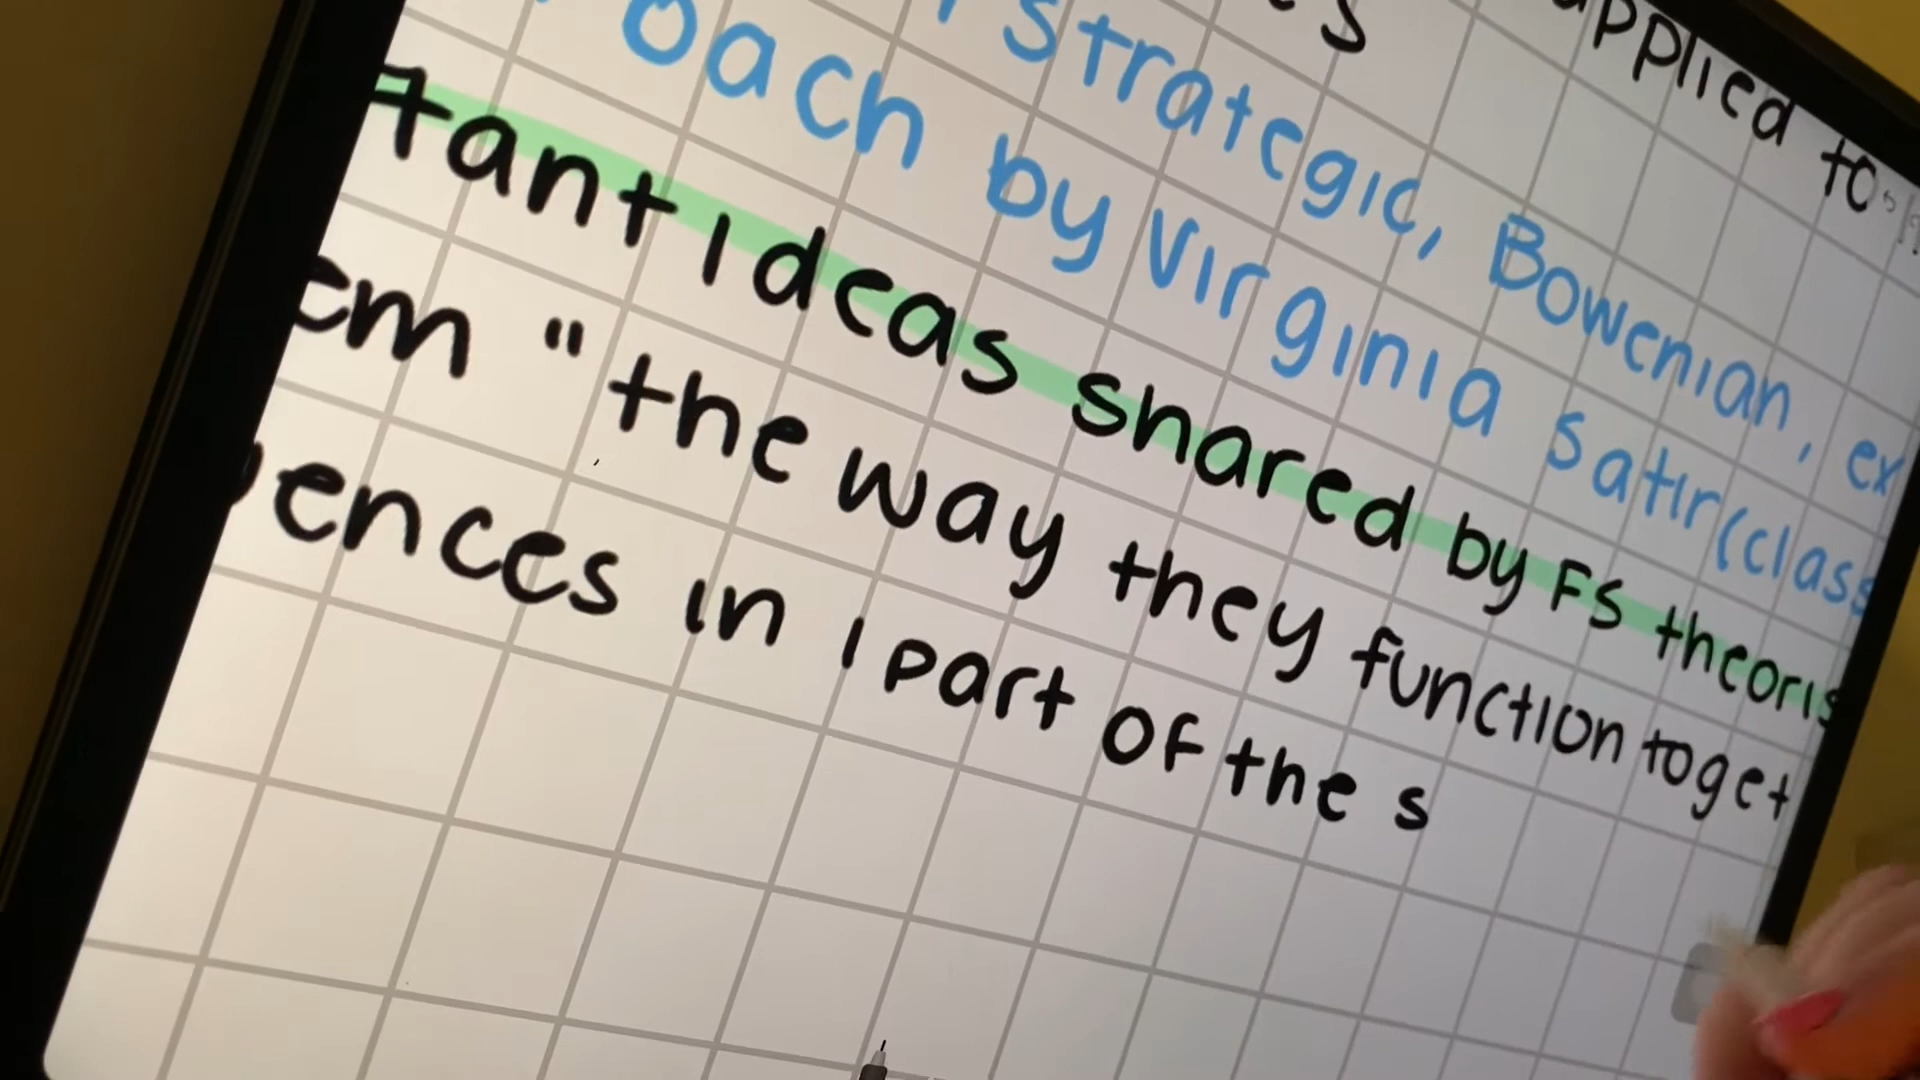 applied to
strategic, Bowenian, ex
oach by Virginia Satir (class
tant ideas shared by FS theoris
em "the way they function toget
ences in 1 part of the s